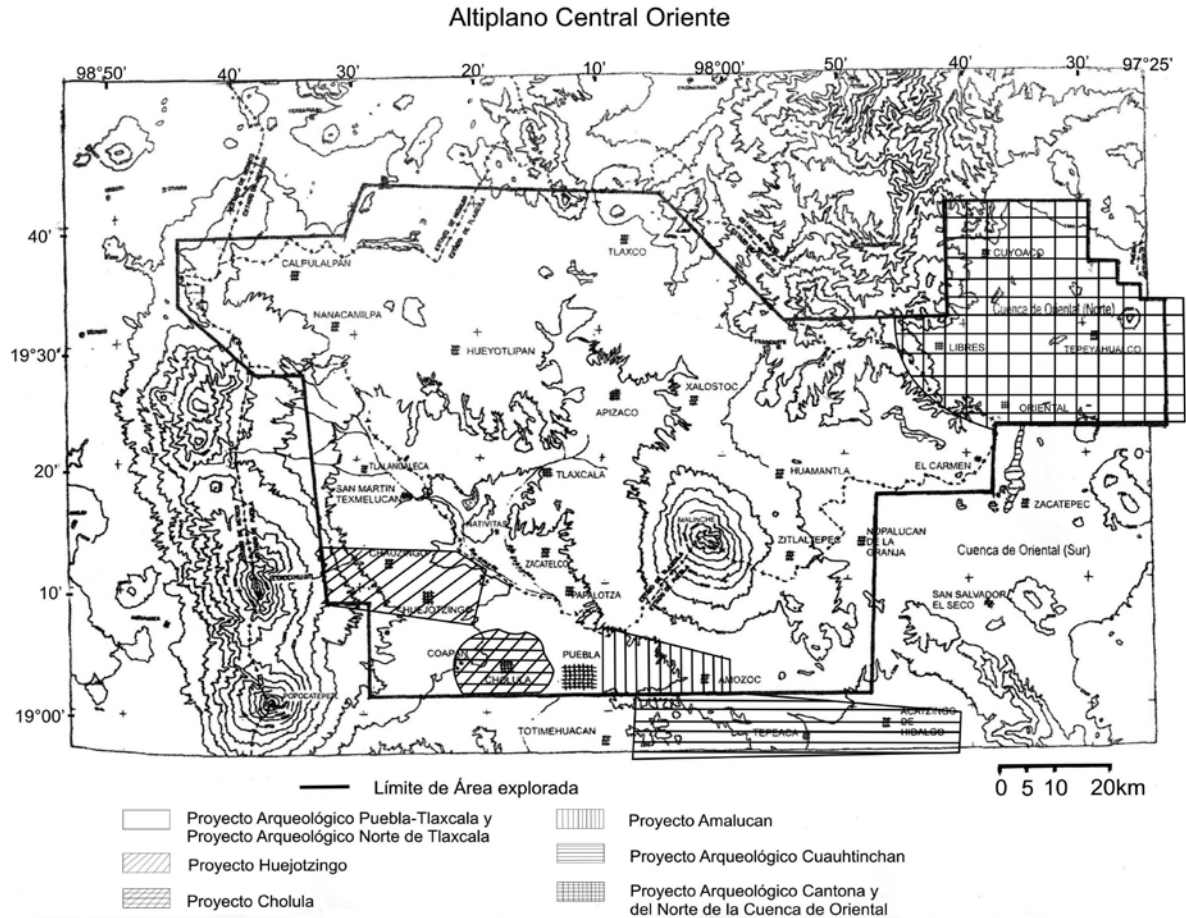 Altiplano Central Oriente
98°50' 40' 30' 20' 10' 98°00' 50' 40' 30' 97°25'
40'
TLAXCO
CUYOACO
CALPULALPAN
Cuenca de Oriental (Norte)
NANACAMILPA
19°30'
HUEYOTLIPAN
LIBRES
TEPEYAHUALCO
XALOSTOC
APIZACO
ORIENTAL
20'
TLALANCALECA
TLAXCALA
HUAMANTLA
EL CARMEN
SAN MARTIN
TEXMELUCAN
ZACATEPEC
NATIVITAS
MALINCHE
NOPALUCAN
DE LA
GRANJA
ZITLALTEPEC
Cuenca de Oriental (Sur)
CHAUZINGO
ZACATELCO
10'
PAPALOTZA
HUEJOTZINGO
SAN SALVADOR
EL SECO
COAPAN
PUEBLA
CHOLULA
AMOZOC
POPOCATEPETL
19°00'
TOTIMEHUACAN
TEPEACA
ACATZINGO
DE
HIDALGO
0 5 10 20km
Límite de Área explorada
Proyecto Arqueológico Puebla-Tlaxcala y
Proyecto Arqueológico Norte de Tlaxcala
Proyecto Huejotzingo
Proyecto Cholula
Proyecto Amalucan
Proyecto Arqueológico Cuauhtinchan
Proyecto Arqueológico Cantona y
del Norte de la Cuenca de Oriental